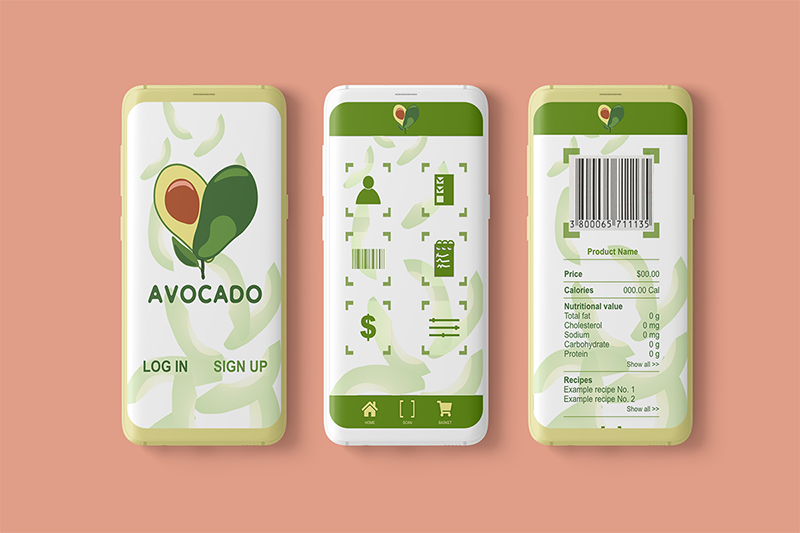 AVOCADO
LOG IN SIGN UP
$
HOME SCAN BASKET
3 800065 711135
Product Name
Price $00.00
Calories 000.00 Cal
Nutritional value
Total fat 0 g
Cholesterol 0 mg
Sodium 0 mg
Carbohydrate 0 g
Protein 0 g
Show all >>
Recipes
Example recipe No. 1
Example recipe No. 2
Show all >>